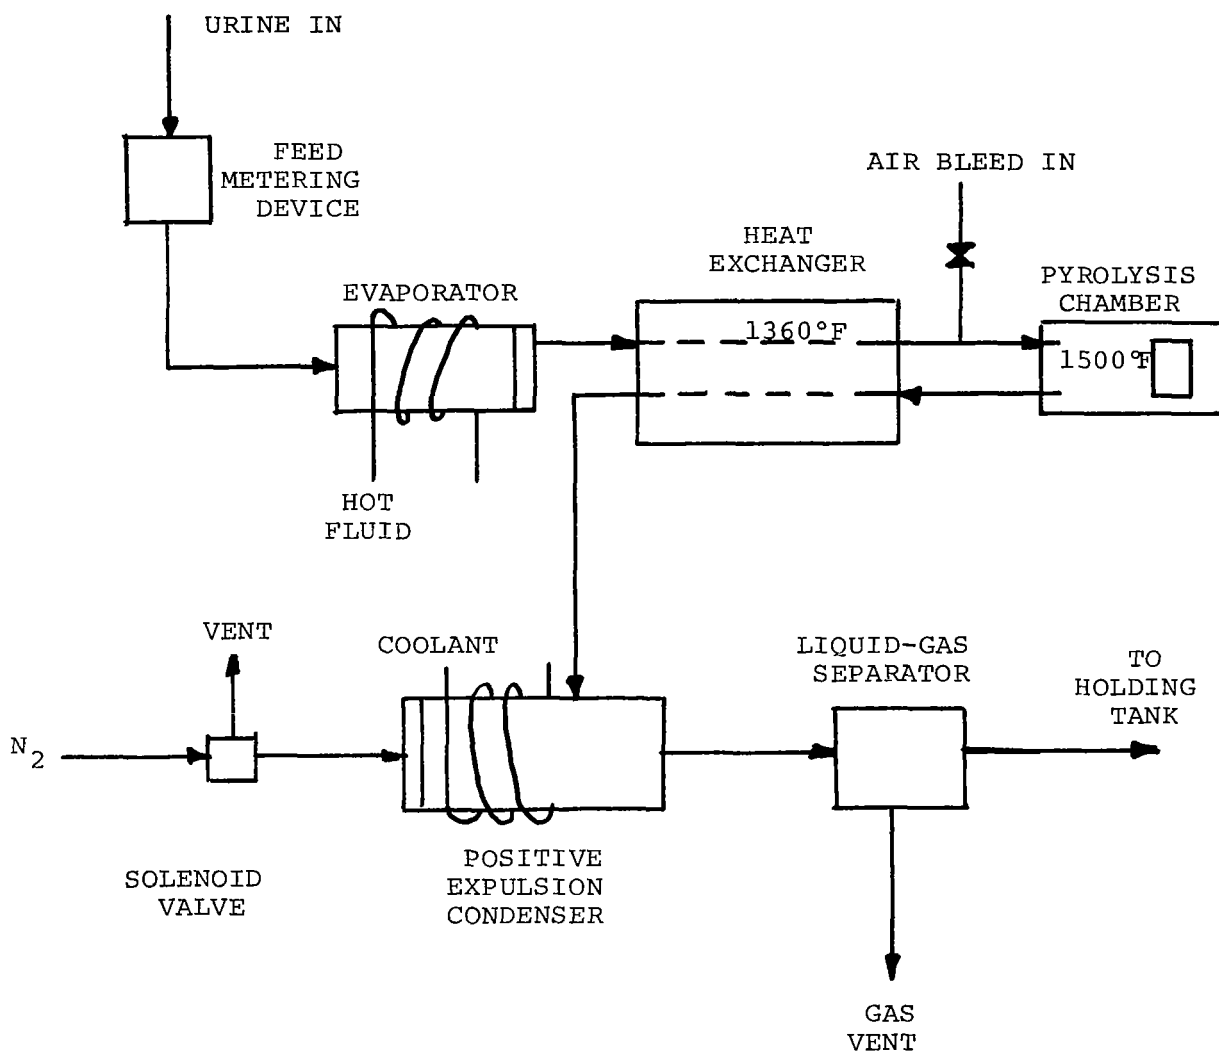 URINE IN
FEED
METERING
DEVICE
AIR BLEED IN
HEAT
EXCHANGER
PYROLYSIS
CHAMBER
EVAPORATOR
1360°F
1500°F
HOT
FLUID
VENT
COOLANT
LIQUID-GAS
SEPARATOR
TO
HOLDING
TANK
N2
SOLENOID
VALVE
POSITIVE
EXPULSION
CONDENSER
GAS
VENT